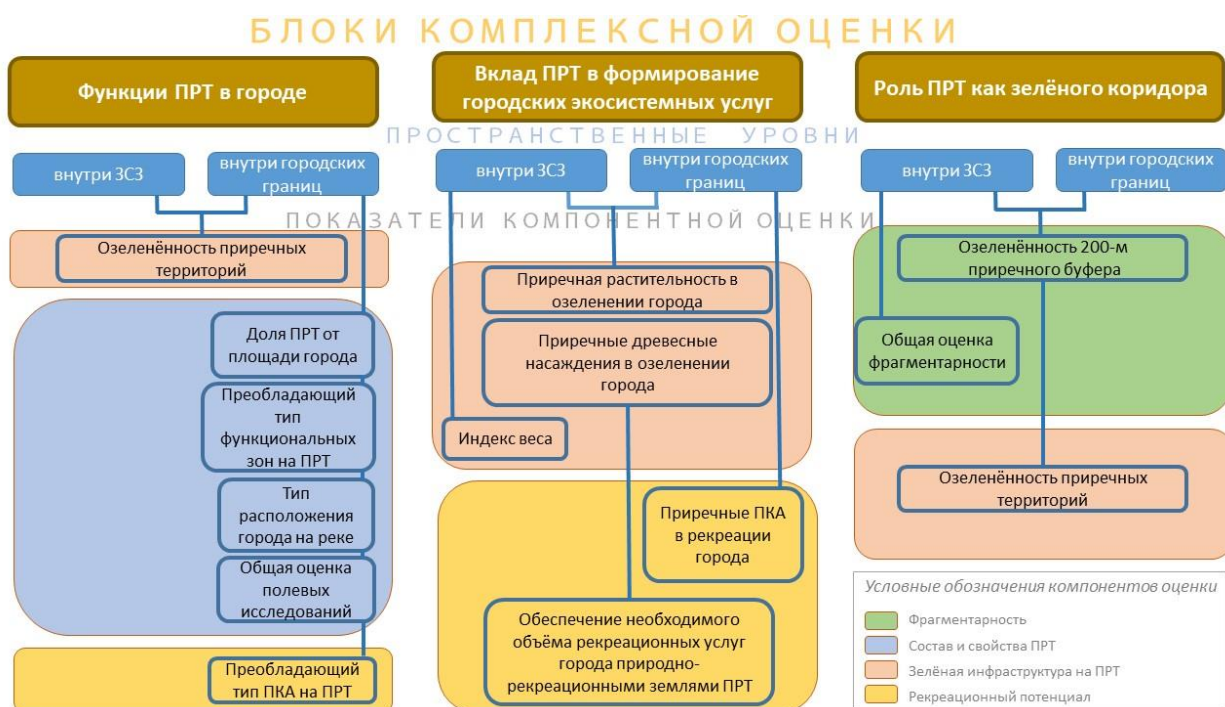 БЛОКИ КОМПЛЕКСНОЙ ОЦЕНКИ
Функции ПРТ в городе
Вклад ПРТ в формирование
городских экосистемных услуг
Роль ПРТ как зелёного коридора
ПРОСТРАНСТВЕННЫЕ УРОВНИ
внутри ЗСЗ
внутри городских
границ
внутри ЗСЗ
внутри городских
границ
внутри ЗСЗ
внутри городских
границ
ПОКАЗАТЕЛИ КОМПОНЕНТНОЙ ОЦЕНКИ
Озеленённость приречных
территорий
Доля ПРТ от
площади города
Преобладающий
тип
функциональных
зон на ПРТ
Тип
расположения
города на реке
Общая оценка
полевых
исследований
Преобладающий
тип ПКА на ПРТ
Приречная растительность в
озеленении города
Приречные древесные
насаждения в озеленении
города
Индекс веса
Приречные ПКА
в рекреации
города
Обеспечение необходимого
объёма рекреационных услуг
города природно-
рекреационными землями ПРТ
Озеленённость 200-м
приречного буфера
Общая оценка
фрагментарности
Озеленённость приречных
территорий
Условные обозначения компонентов оценки
Фрагментарность
Состав и свойства ПРТ
Зелёная инфраструктура на ПРТ
Рекреационный потенциал